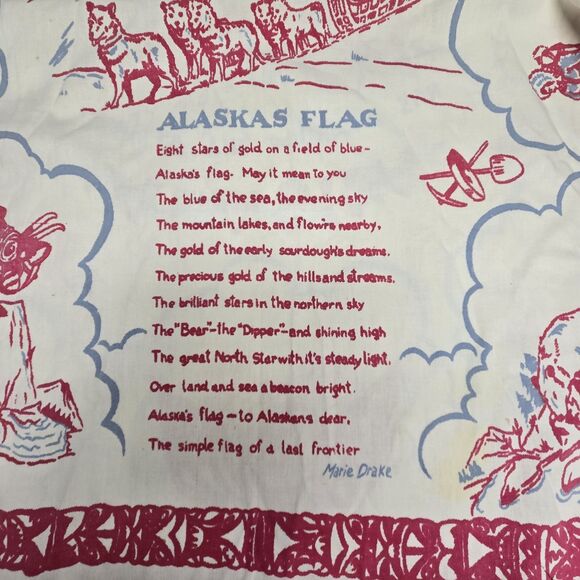 ALASKAS FLAG
Eight stars of gold on a field of blue-
Alaska's flag. May it mean to you
The blue of the sea, the evening sky
The mountain lakes, and flow'rs nearby,
The gold of the early sourdough's dreams.
The precious gold of the hills and streams.
The brilliant stars in the northern sky
The "Bear"-the "Dipper"-and shining high
The great North Star with it's steady light,
Over land and sea a beacon bright.
Alaska's flag-to Alaskans dear,
The simple flag of a last frontier
Marie Drake